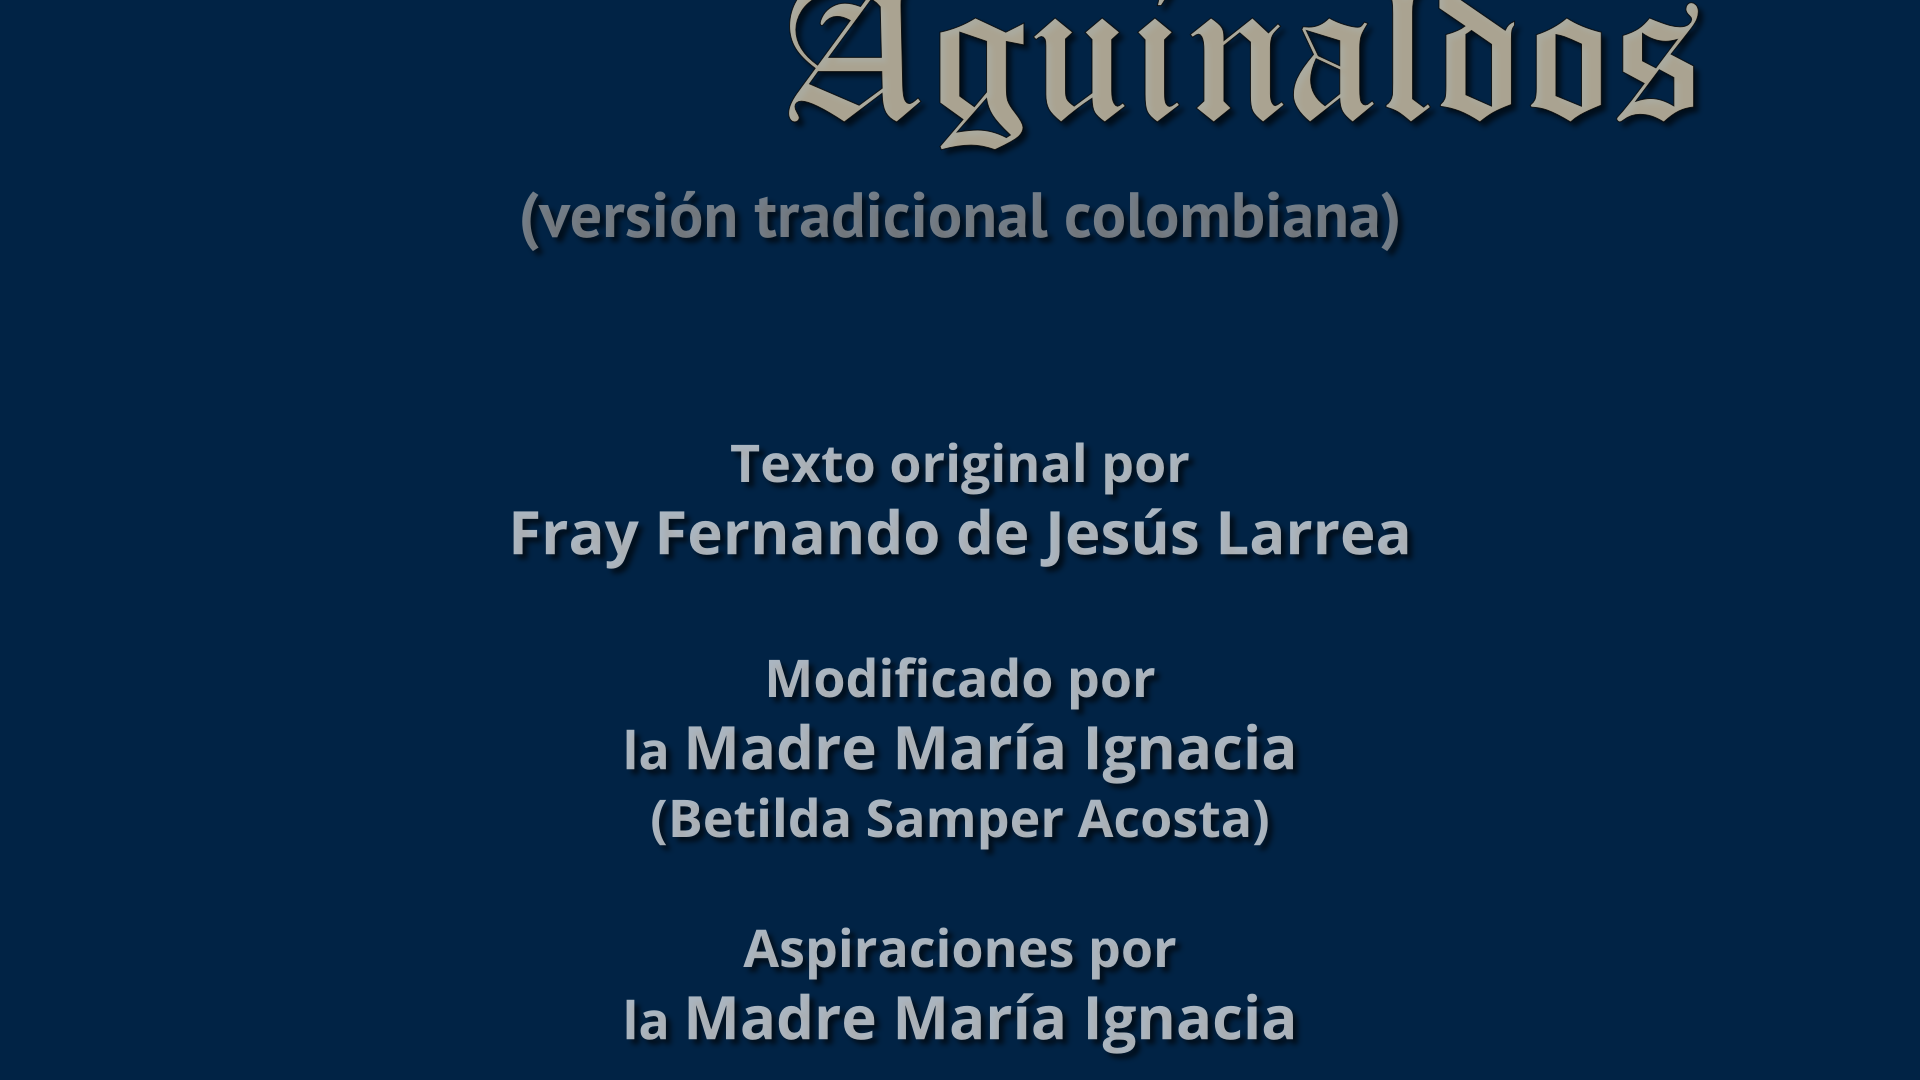 Aguinaldos
(versión tradicional colombiana)
Texto original por
Fray Fernando de Jesús Larrea
Modificado por
la Madre María Ignacia
(Betilda Samper Acosta)
Aspiraciones por
la Madre María Ignacia